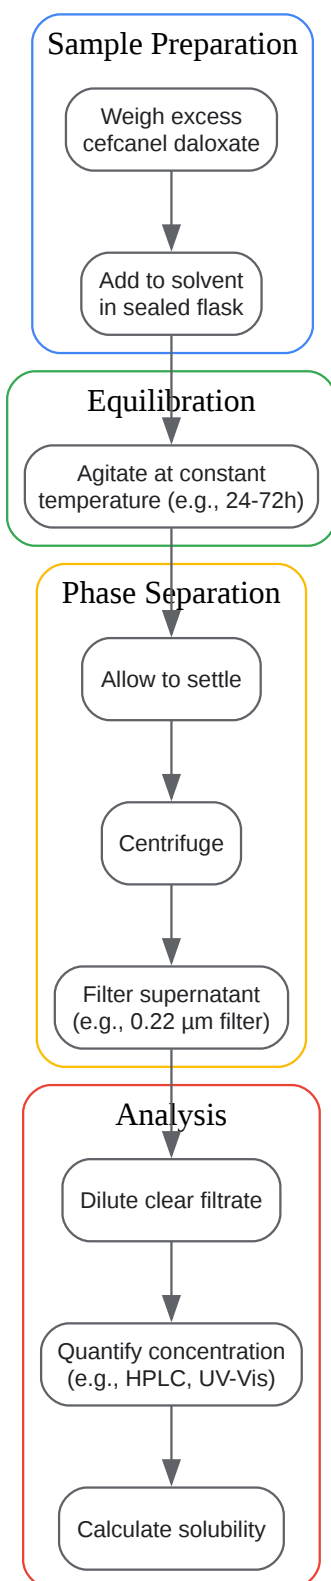 Sample Preparation
Weigh excess
cefcanel daloxate
Add to solvent
in sealed flask
Equilibration
Agitate at constant
temperature (e.g., 24-72h)
Phase Separation
Allow to settle
Centrifuge
Filter supernatant
(e.g., 0.22 µm filter)
Analysis
Dilute clear filtrate
Quantify concentration
(e.g., HPLC, UV-Vis)
Calculate solubility